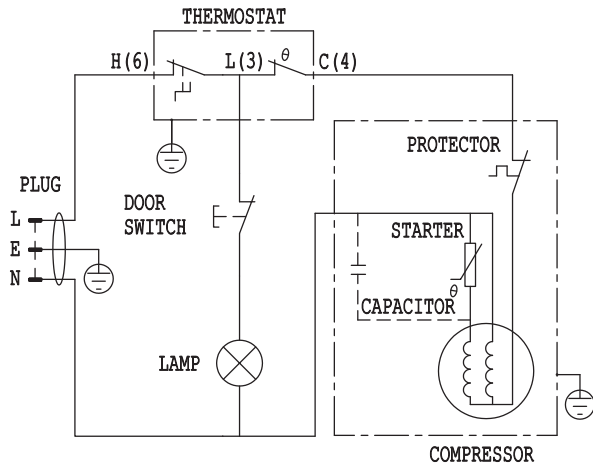 THERMOSTAT
H(6)
L(3)
θ
C(4)
PROTECTOR
PLUG
DOOR
SWITCH
L
E
N
STARTER
θ
CAPACITOR
LAMP
COMPRESSOR